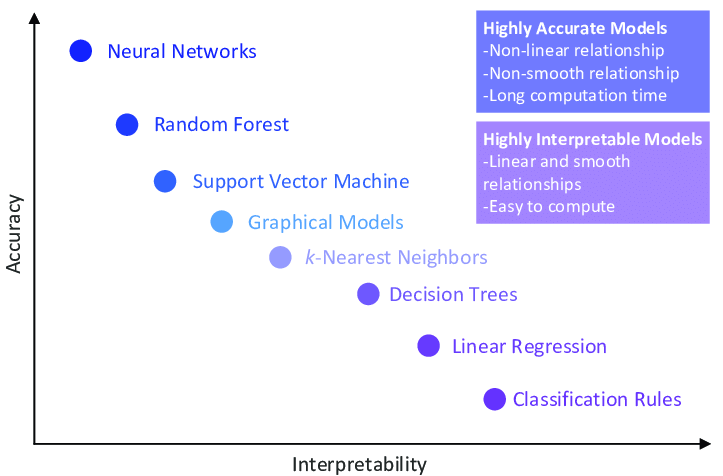 Highly Accurate Models
-Non-linear relationship
-Non-smooth relationship
-Long computation time
Highly Interpretable Models
-Linear and smooth
relationships
-Easy to compute
Neural Networks
Random Forest
Support Vector Machine
Graphical Models
k-Nearest Neighbors
Decision Trees
Linear Regression
Classification Rules
Accuracy
Interpretability